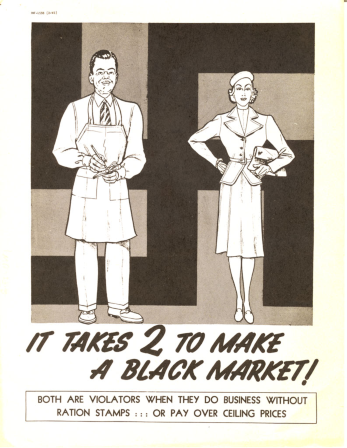 IT TAKES 2 TO MAKE
A BLACK MARKET!
BOTH ARE VIOLATORS WHEN THEY DO BUSINESS WITHOUT
RATION STAMPS : : : OR PAY OVER CEILING PRICES